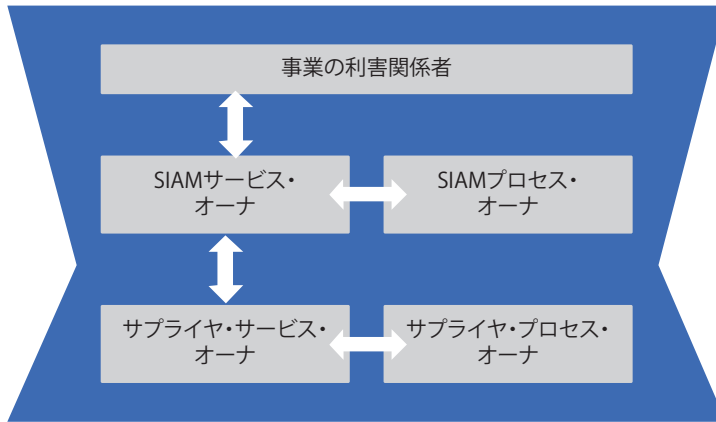 事業の利害関係者
SIAMサービス・
オーナ
SIAMプロセス・
オーナ
サプライヤ・サービス・
オーナ
サプライヤ・プロセス・
オーナ